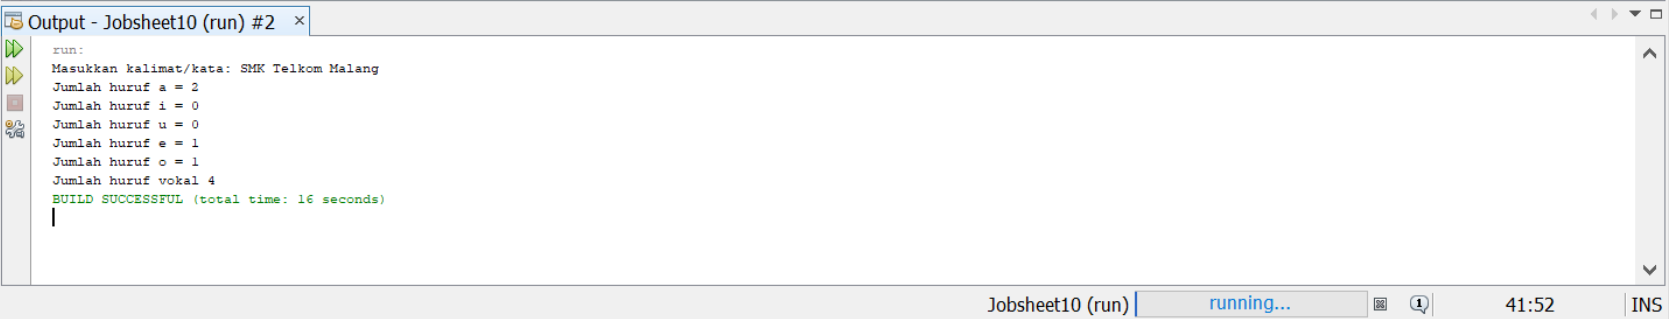 Output - Jobsheet10 (run) #2 ×
run:
Masukkan kalimat/kata: SMK Telkom Malang
Jumlah huruf a = 2
Jumlah huruf i = 0
Jumlah huruf u = 0
Jumlah huruf e = 1
Jumlah huruf o = 1
Jumlah huruf vokal 4
BUILD SUCCESSFUL (total time: 16 seconds)
Jobsheet10 (run) running... 1 41:52 INS